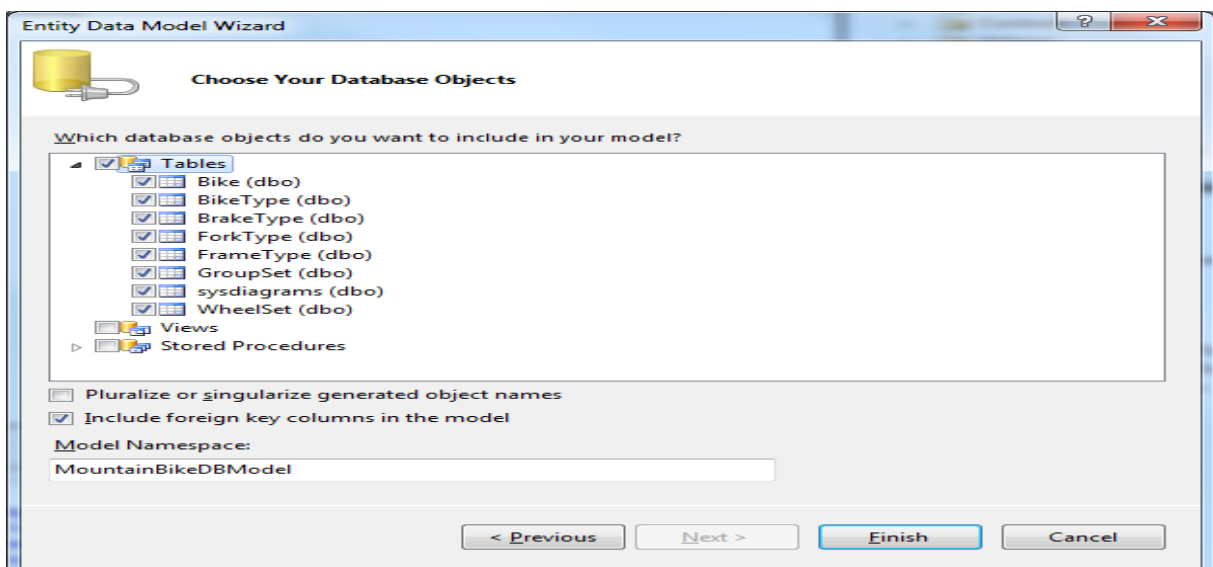 Entity Data Model Wizard
Choose Your Database Objects
Which database objects do you want to include in your model?
Tables
Bike (dbo)
BikeType (dbo)
BrakeType (dbo)
ForkType (dbo)
FrameType (dbo)
GroupSet (dbo)
sysdiagrams (dbo)
WheelSet (dbo)
Views
Stored Procedures
Pluralize or singularize generated object names
Include foreign key columns in the model
Model Namespace:
MountainBikeDBModel
< Previous Next > Finish Cancel